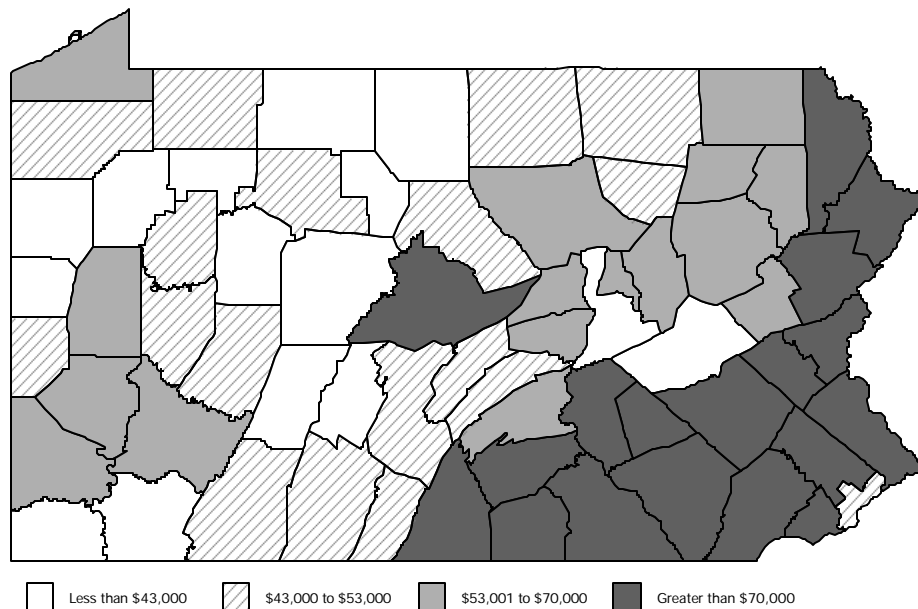 Less than $43,000
$43,000 to $53,000
$53,001 to $70,000
Greater than $70,000